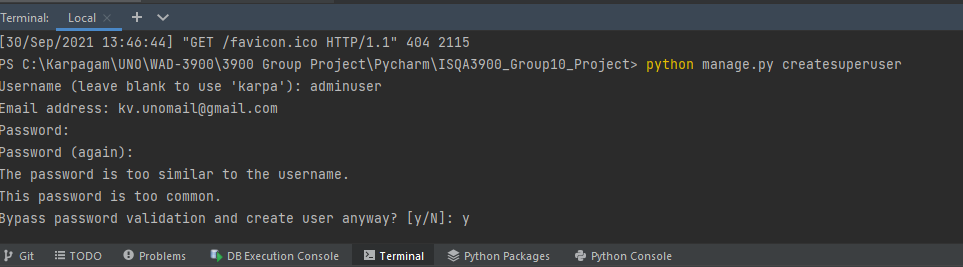 Terminal: Local
[30/Sep/2021 13:46:44] "GET /favicon.ico HTTP/1.1" 404 2115
PS C:\Karpagam\UNO\WAD-3900\3900 Group Project\Pycharm\ISQA3900_Group10_Project> python manage.py createsuperuser
Username (leave blank to use 'karpa'): adminuser
Email address: kv.unomail@gmail.com
Password:
Password (again):
The password is too similar to the username.
This password is too common.
Bypass password validation and create user anyway? [y/N]: y
Git TODO Problems DB Execution Console Terminal Python Packages Python Console